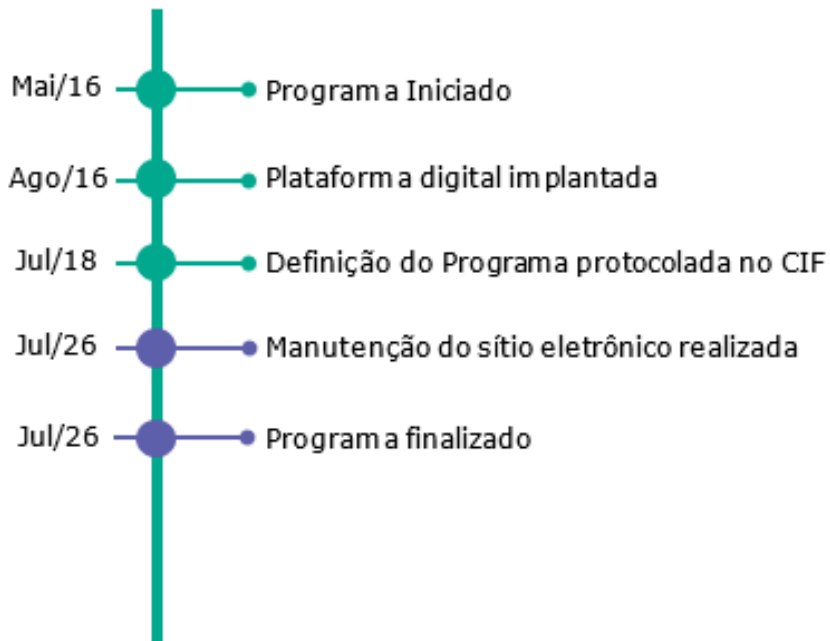 Mai/16 Programa Iniciado
Ago/16 Plataforma digital implantada
Jul/18 Definição do Programa protocolada no CIF
Jul/26 Manutenção do sítio eletrônico realizada
Jul/26 Programa finalizado